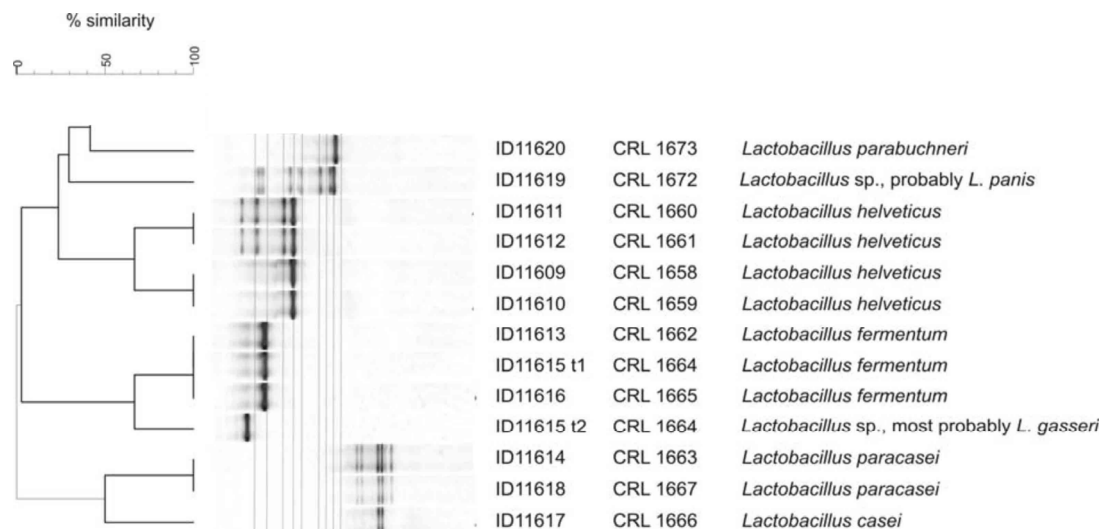 % similarity
0 50 100
ID11620 CRL 1673 Lactobacillus parabuchneri
ID11619 CRL 1672 Lactobacillus sp., probably L. panis
ID11611 CRL 1660 Lactobacillus helveticus
ID11612 CRL 1661 Lactobacillus helveticus
ID11609 CRL 1658 Lactobacillus helveticus
ID11610 CRL 1659 Lactobacillus helveticus
ID11613 CRL 1662 Lactobacillus fermentum
ID11615 t1 CRL 1664 Lactobacillus fermentum
ID11616 CRL 1665 Lactobacillus fermentum
ID11615 t2 CRL 1664 Lactobacillus sp., most probably L. gasseri
ID11614 CRL 1663 Lactobacillus paracasei
ID11618 CRL 1667 Lactobacillus paracasei
ID11617 CRL 1666 Lactobacillus casei